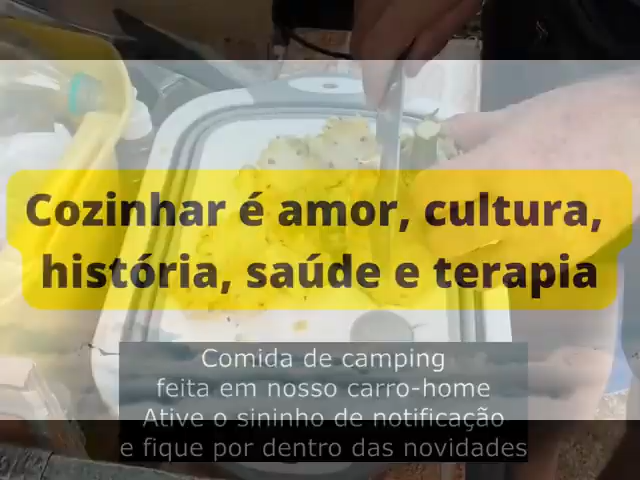 Cozinhar é amor, cultura,
história, saúde e terapia
Comida de camping
feita em nosso carro-home
Ative o sininho de notificação
e fique por dentro das novidades